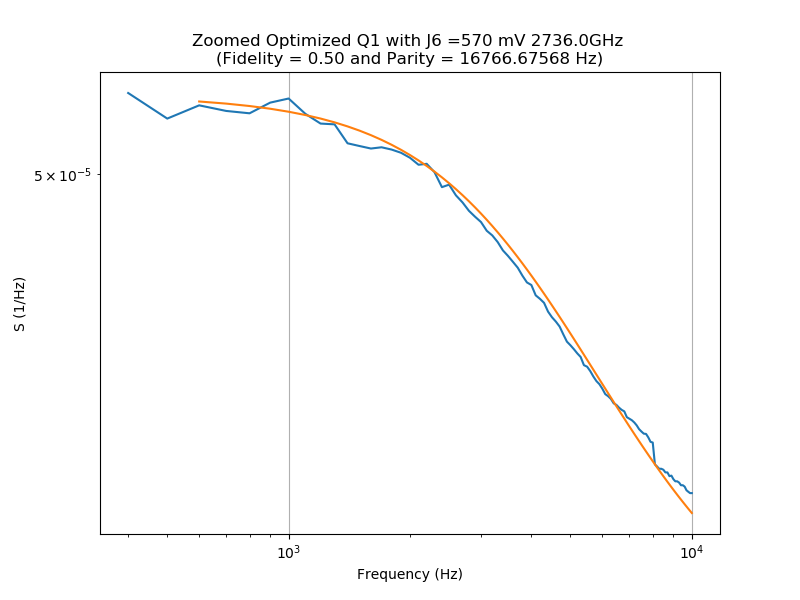 Zoomed Optimized Q1 with J6 =570 mV 2736.0GHz
(Fidelity = 0.50 and Parity = 16766.67568 Hz)
5 × 10⁻⁵
S (1/Hz)
10³
10⁴
Frequency (Hz)